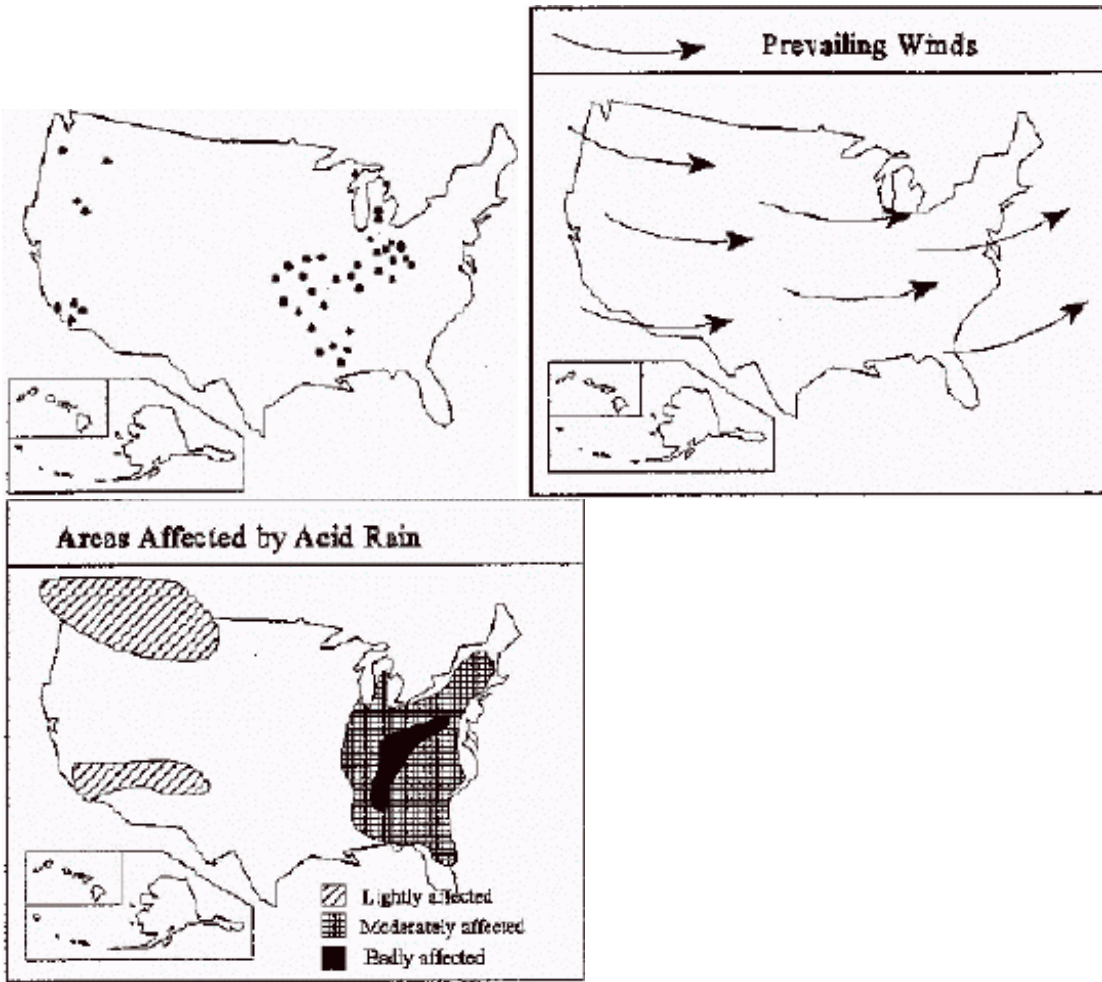 Prevailing Winds
Areas Affected by Acid Rain
Lightly affected
Moderately affected
Badly affected